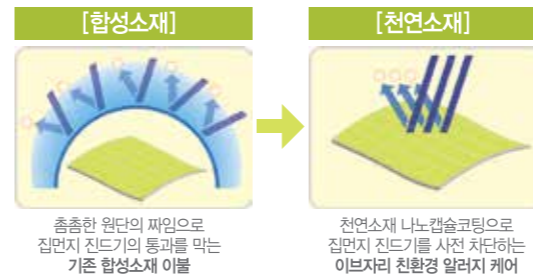 [합성소재]
[천연소재]
촘촘한 원단의 짜임으로
집먼지 진드기의 통과를 막는
기존 합성소재 이불
천연소재 나노캡슐코팅으로
집먼지 진드기를 사전 차단하는
이브자리 친환경 알러지 케어